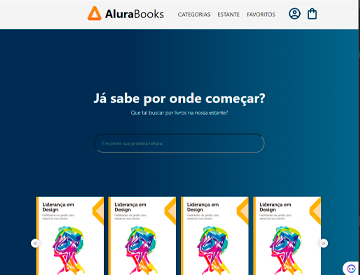 AluraBooks
CATEGORIAS
ESTANTE
FAVORITOS
Já sabe por onde começar?
Que tal buscar por livros na nossa estante?
Encontre sua próxima leitura
Liderança em
Design
Liderança em
Design
Liderança em
Design
Liderança em
Design